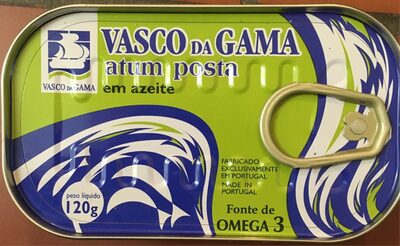 VASCO DA GAMA
atum posta
em azeite
VASCO DA GAMA
FABRICADO
EXCLUSIVAMENTE
EM PORTUGAL
MADE IN
PORTUGAL
peso líquido
120g
Fonte de
OMEGA 3